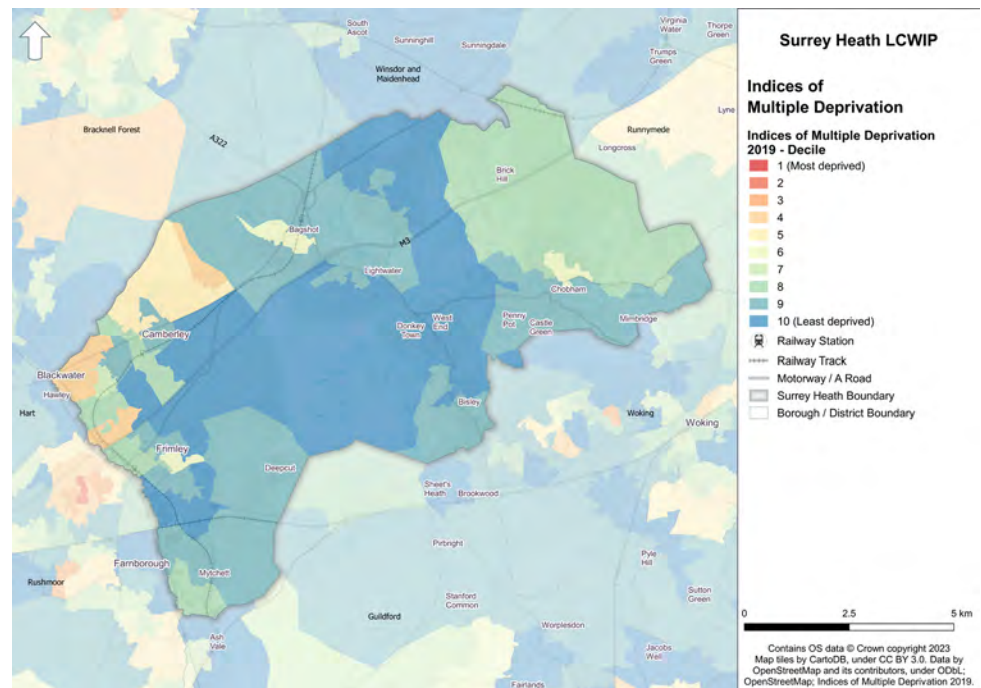 South
Ascot
Sunninghill
Sunningdale
Virginia
Water
Thorpe
Green
Trumps
Green
Winsdor and
Maidenhead
Lyne
Bracknell Forest
A322
Runnymede
Longcross
Brick
Hill
Bagshot
M3
Lightwater
Chobham
Camberley
Donkey
Town
West
End
Penny
Pot
Castle
Green
Mimbridge
Blackwater
Hawley
Hart
Bisley
Woking
Woking
Frimley
Deepcut
Sheet's
Heath
Brookwood
Pirbright
Farnborough
Mytchett
Rushmoor
Pyle
Hill
Stanford
Common
Sutton
Green
Guildford
Worplesdon
Ash
Vale
Jacobs
Well
Fairlands
Surrey Heath LCWIP
Indices of
Multiple Deprivation
Indices of Multiple Deprivation
2019 - Decile
1 (Most deprived)
2
3
4
5
6
7
8
9
10 (Least deprived)
Railway Station
Railway Track
Motorway / A Road
Surrey Heath Boundary
Borough / District Boundary
0 2.5 5 km
Contains OS data © Crown copyright 2023
Map tiles by CartoDB, under CC BY 3.0. Data by
OpenStreetMap and its contributors, under ODbL;
OpenStreetMap; Indices of Multiple Deprivation 2019.